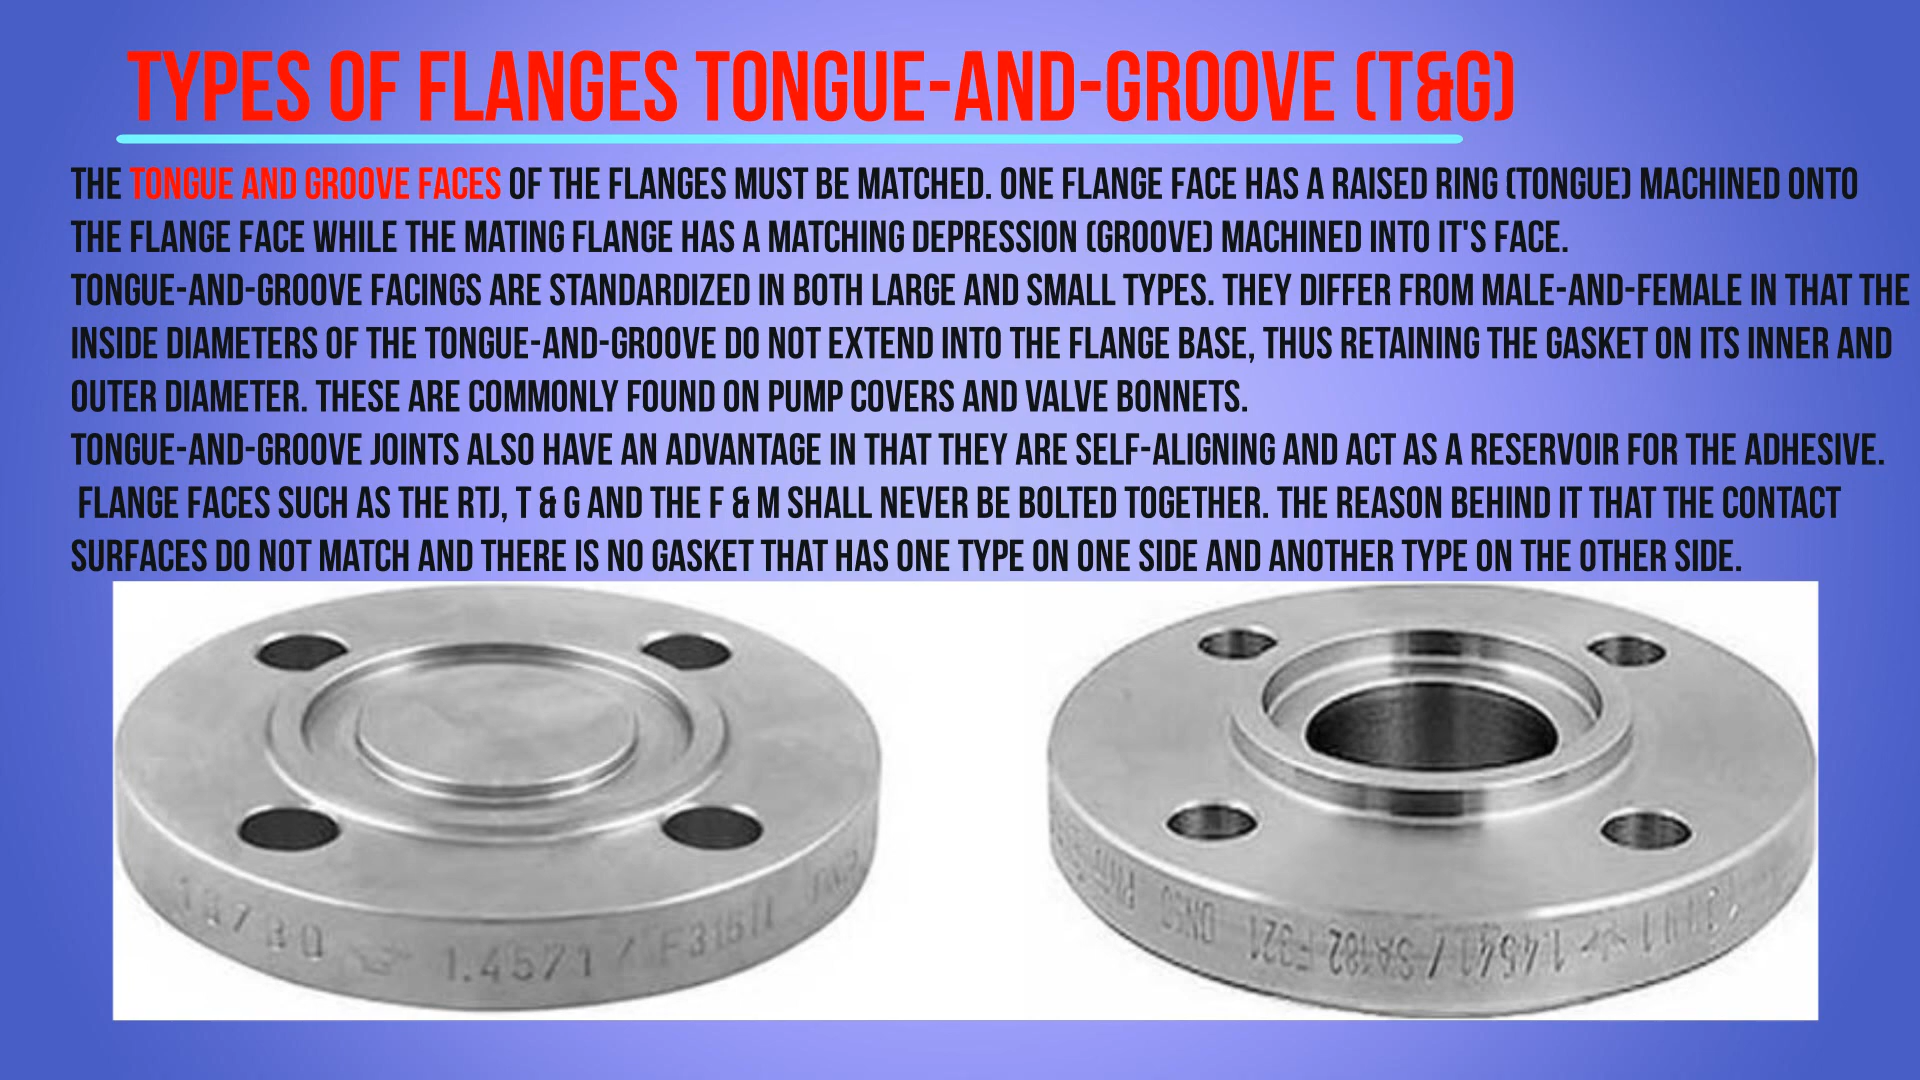 TYPES OF FLANGES TONGUE-AND-GROOVE (T&G)
THE TONGUE AND GROOVE FACES OF THE FLANGES MUST BE MATCHED. ONE FLANGE FACE HAS A RAISED RING (TONGUE) MACHINED ONTO
THE FLANGE FACE WHILE THE MATING FLANGE HAS A MATCHING DEPRESSION (GROOVE) MACHINED INTO IT'S FACE.
TONGUE-AND-GROOVE FACINGS ARE STANDARDIZED IN BOTH LARGE AND SMALL TYPES. THEY DIFFER FROM MALE-AND-FEMALE IN THAT THE
INSIDE DIAMETERS OF THE TONGUE-AND-GROOVE DO NOT EXTEND INTO THE FLANGE BASE, THUS RETAINING THE GASKET ON ITS INNER AND
OUTER DIAMETER. THESE ARE COMMONLY FOUND ON PUMP COVERS AND VALVE BONNETS.
TONGUE-AND-GROOVE JOINTS ALSO HAVE AN ADVANTAGE IN THAT THEY ARE SELF-ALIGNING AND ACT AS A RESERVOIR FOR THE ADHESIVE.
FLANGE FACES SUCH AS THE RTJ, T & G AND THE F & M SHALL NEVER BE BOLTED TOGETHER. THE REASON BEHIND IT THAT THE CONTACT
SURFACES DO NOT MATCH AND THERE IS NO GASKET THAT HAS ONE TYPE ON ONE SIDE AND ANOTHER TYPE ON THE OTHER SIDE.
1.4571 /
1.4541 / SA182 F321